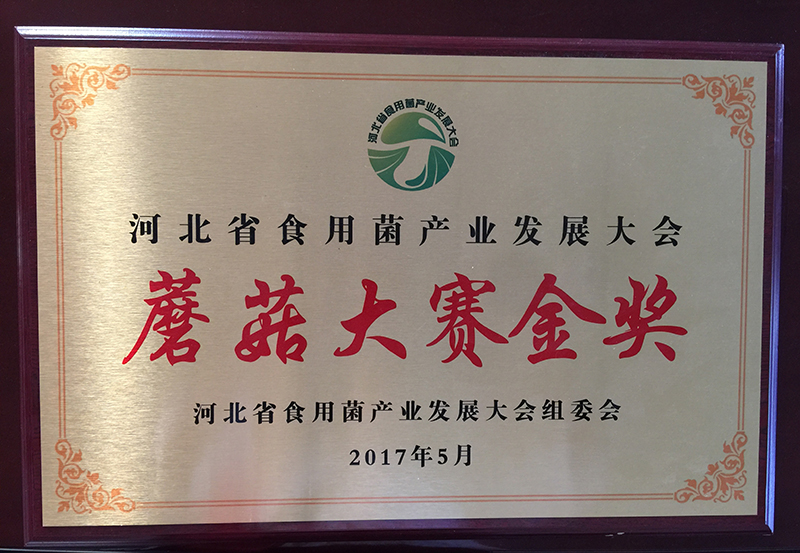 河北省食用菌产业发展大会
河北省食用菌产业发展大会
蘑菇大赛金奖
河北省食用菌产业发展大会组委会
2017年5月